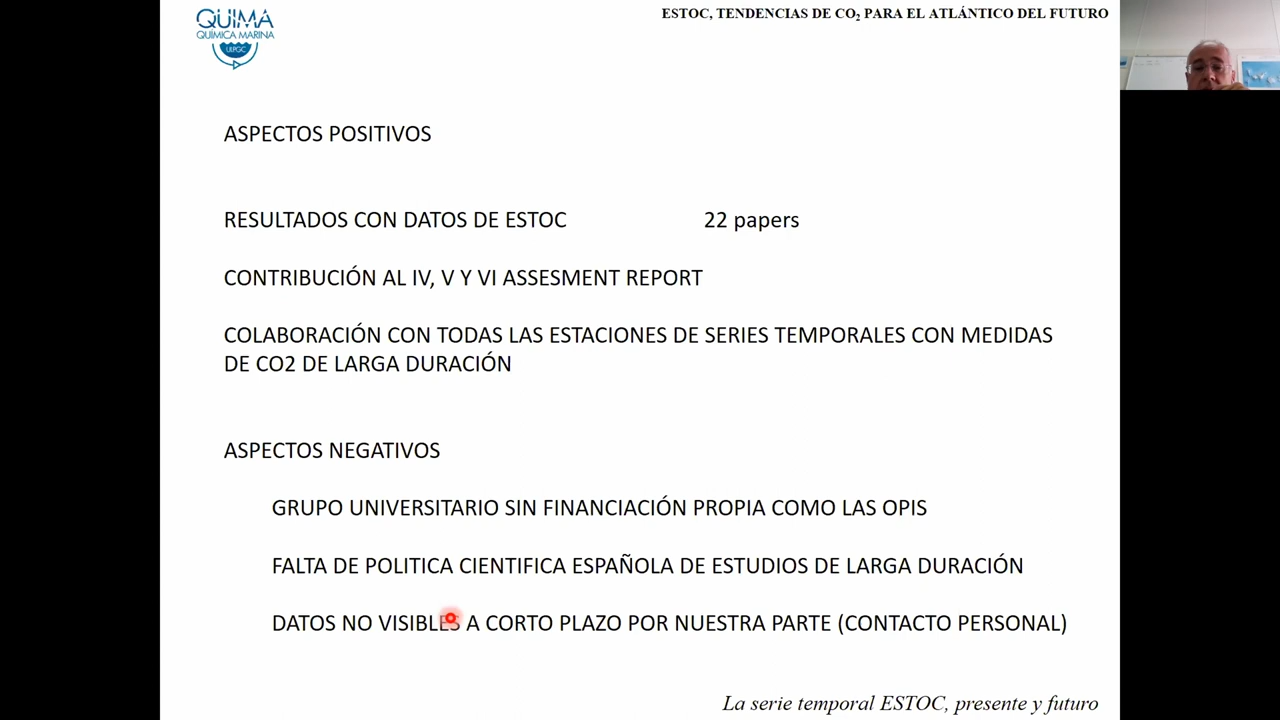 QUIMA
QUÍMICA MARINA
ULPGC
ESTOC, TENDENCIAS DE CO₂ PARA EL ATLÁNTICO DEL FUTURO
ASPECTOS POSITIVOS
RESULTADOS CON DATOS DE ESTOC 22 papers
CONTRIBUCIÓN AL IV, V Y VI ASSESMENT REPORT
COLABORACIÓN CON TODAS LAS ESTACIONES DE SERIES TEMPORALES CON MEDIDAS
DE CO2 DE LARGA DURACIÓN
ASPECTOS NEGATIVOS
GRUPO UNIVERSITARIO SIN FINANCIACIÓN PROPIA COMO LAS OPIS
FALTA DE POLITICA CIENTIFICA ESPAÑOLA DE ESTUDIOS DE LARGA DURACIÓN
DATOS NO VISIBLES A CORTO PLAZO POR NUESTRA PARTE (CONTACTO PERSONAL)
La serie temporal ESTOC, presente y futuro